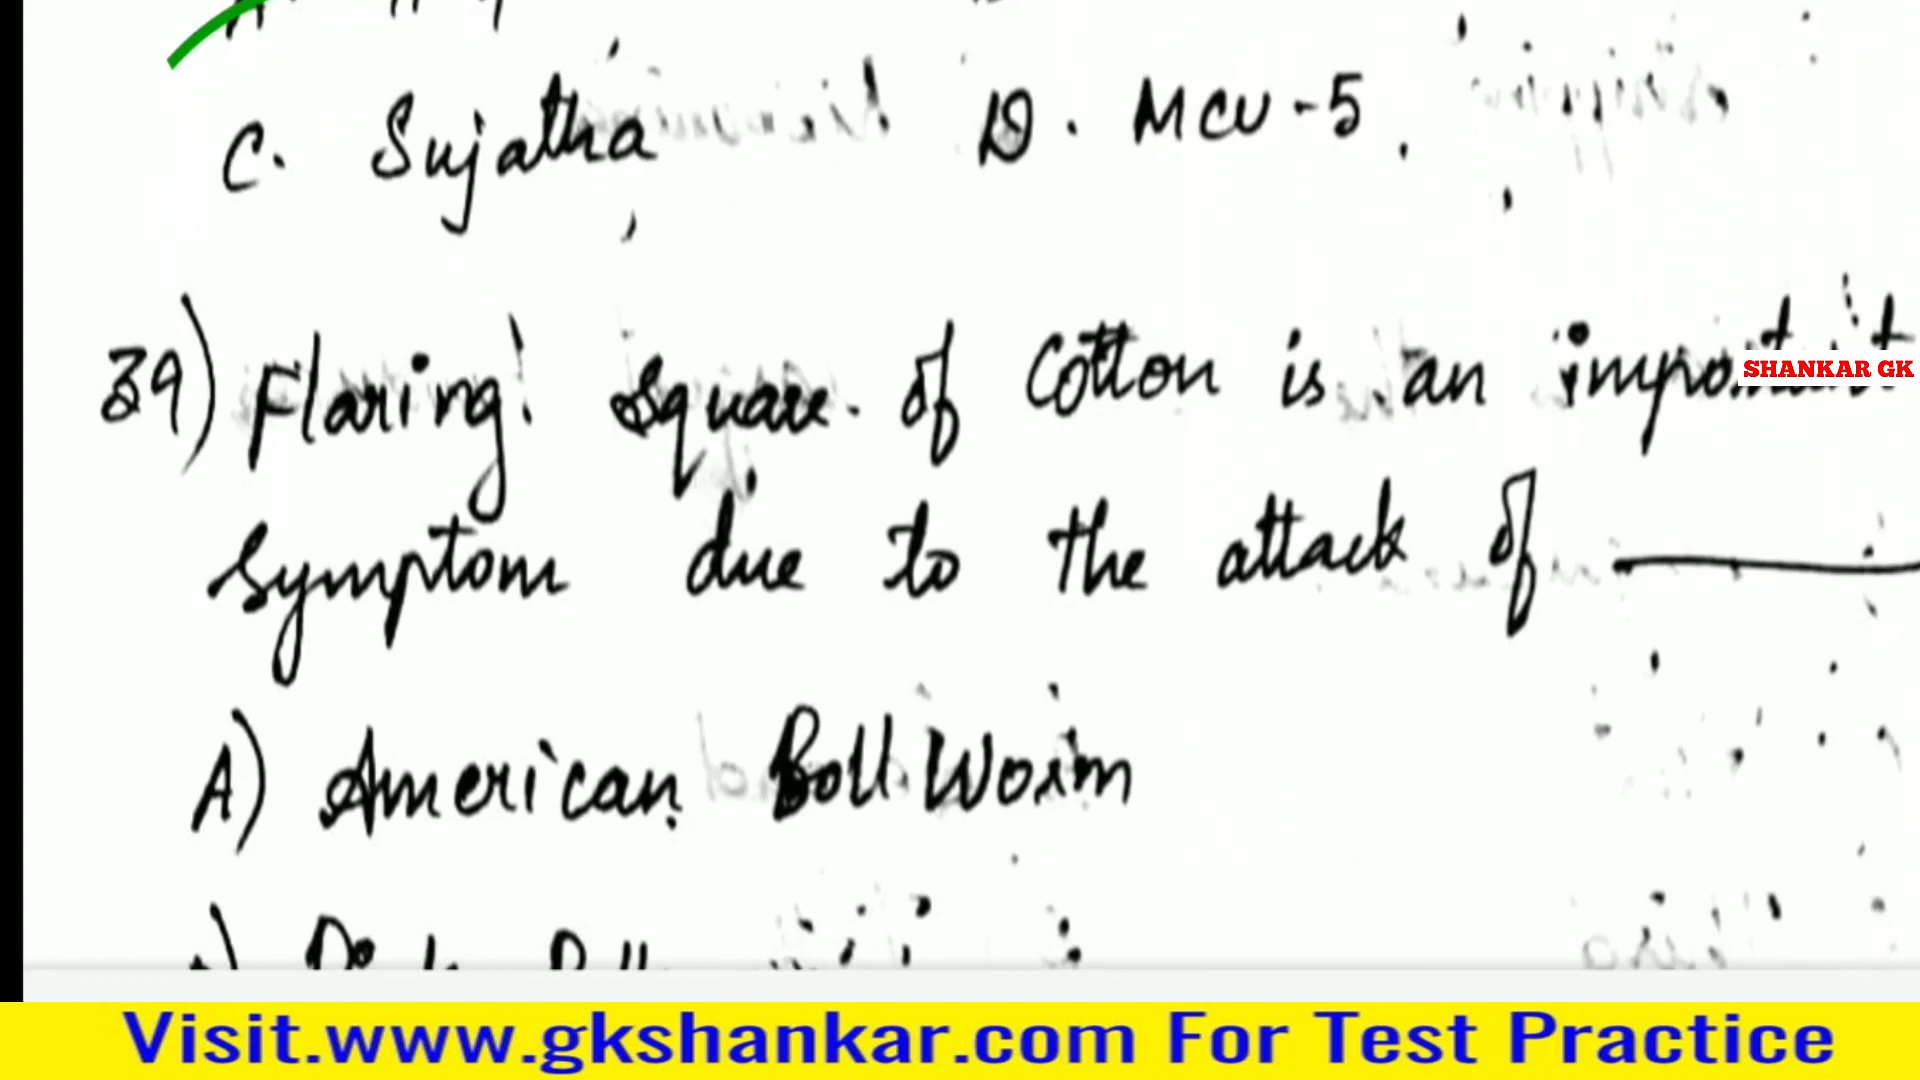 C. Sujatha D. MCU-5.
39) Flaring square of Cotton is an important
SHANKAR GK
symptom due to the attack of
A) American Boll Worm
Visit.www.gkshankar.com For Test Practice